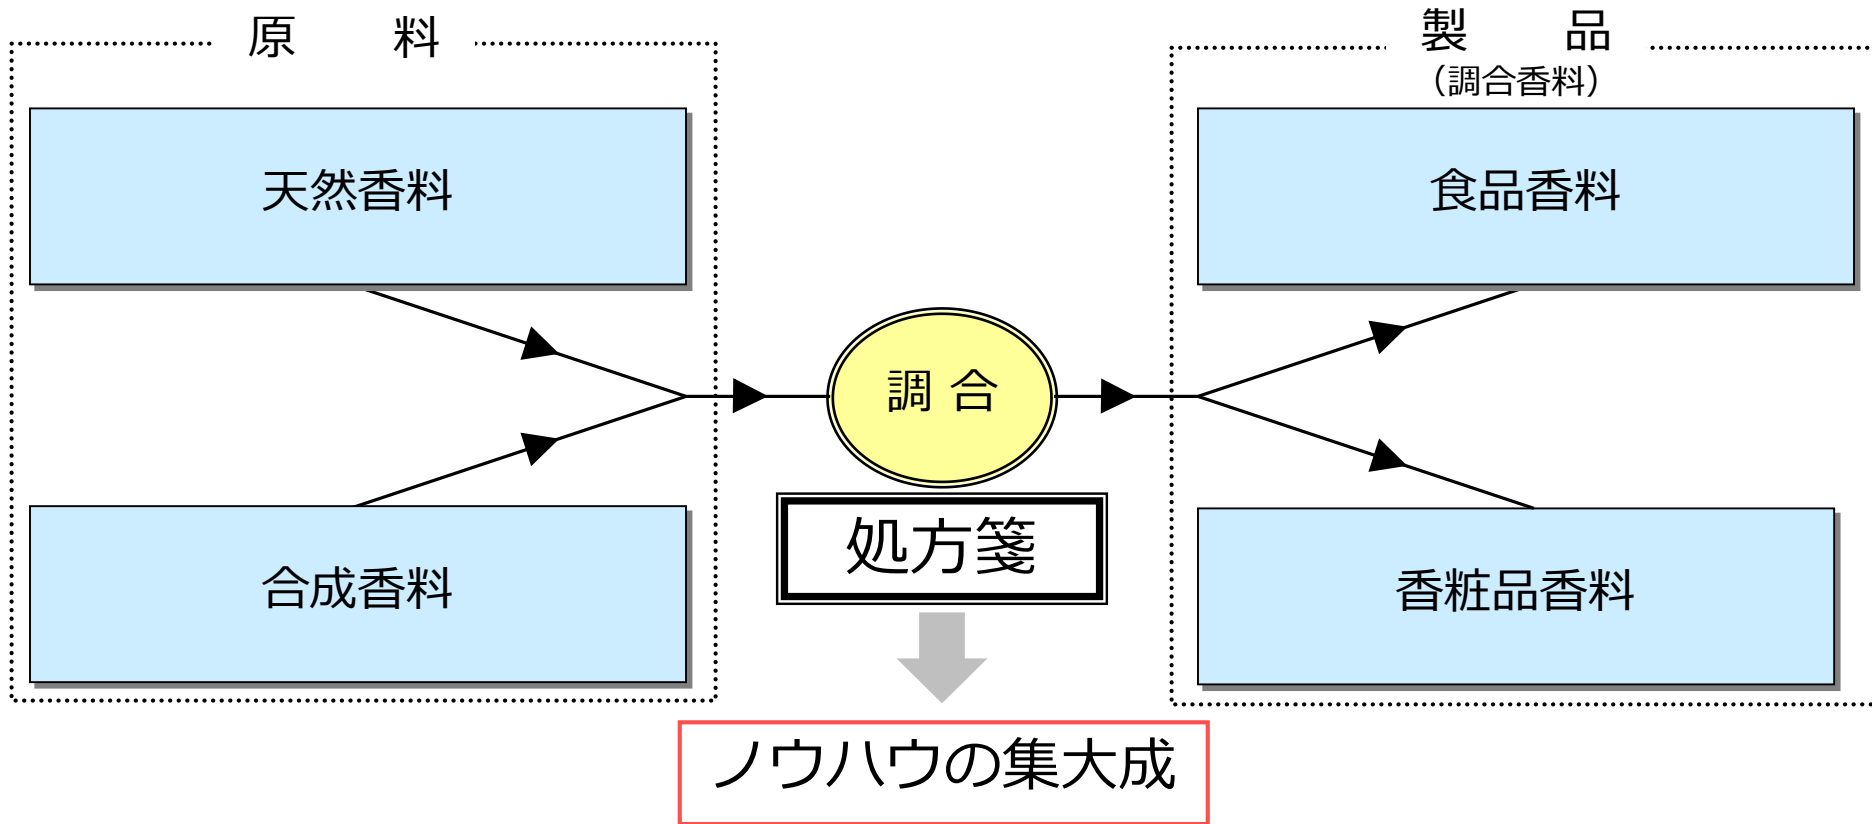 原　料
天然香料
合成香料
調 合
処方箋
ノウハウの集大成
製　品
（調合香料）
食品香料
香粧品香料